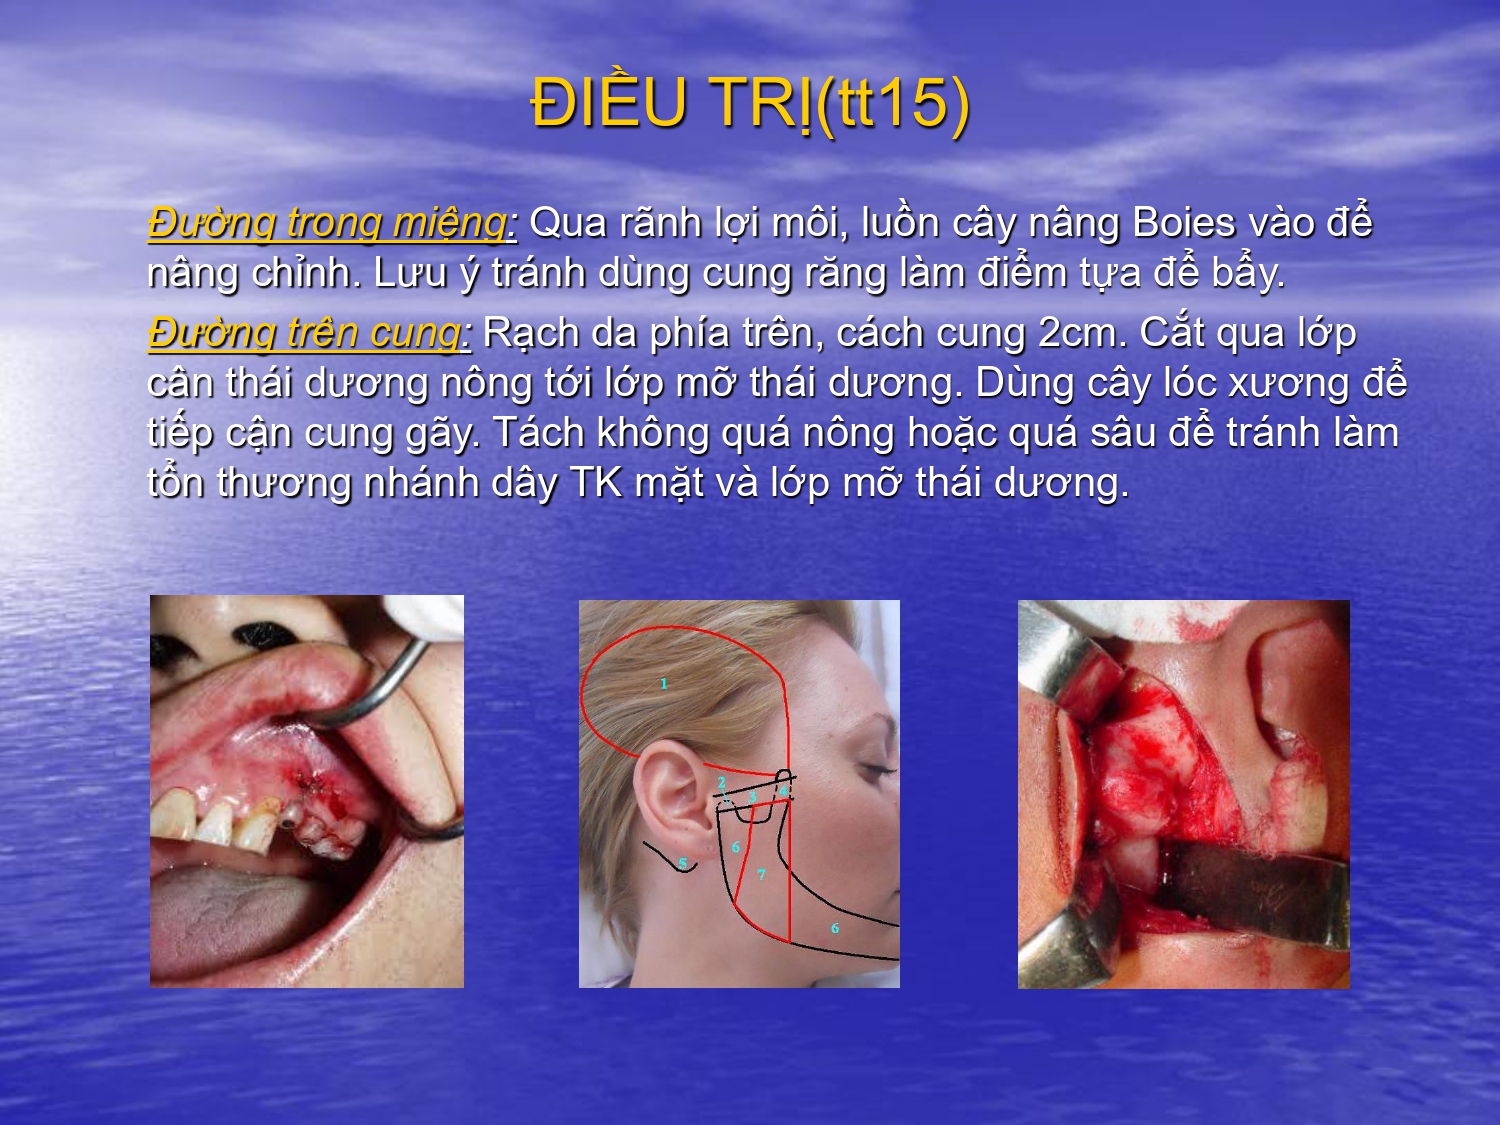 ĐIỀU TRỊ(tt15)
Đường trong miệng: Qua rãnh lợi môi, luồn cây nâng Boies vào để
nâng chỉnh. Lưu ý tránh dùng cung răng làm điểm tựa để bẩy.
Đường trên cung: Rạch da phía trên, cách cung 2cm. Cắt qua lớp
cân thái dương nông tới lớp mỡ thái dương. Dùng cây lóc xương để
tiếp cận cung gãy. Tách không quá nông hoặc quá sâu để tránh làm
tổn thương nhánh dây TK mặt và lớp mỡ thái dương.
1
2
3
4
6
5
7
6